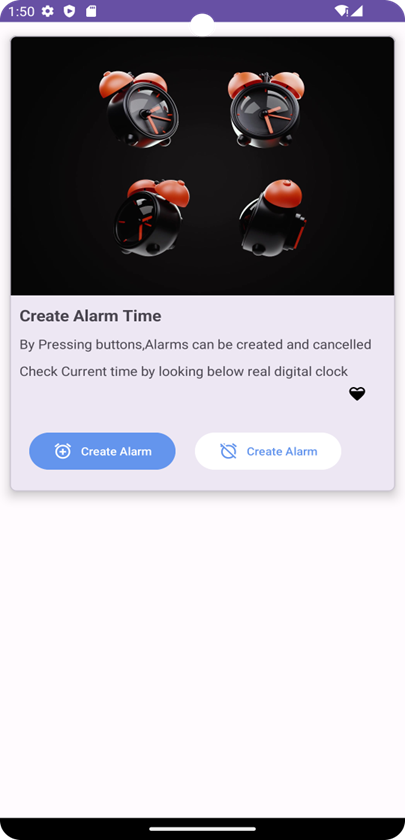 1:50
Create Alarm Time
By Pressing buttons,Alarms can be created and cancelled
Check Current time by looking below real digital clock
Create Alarm
Create Alarm